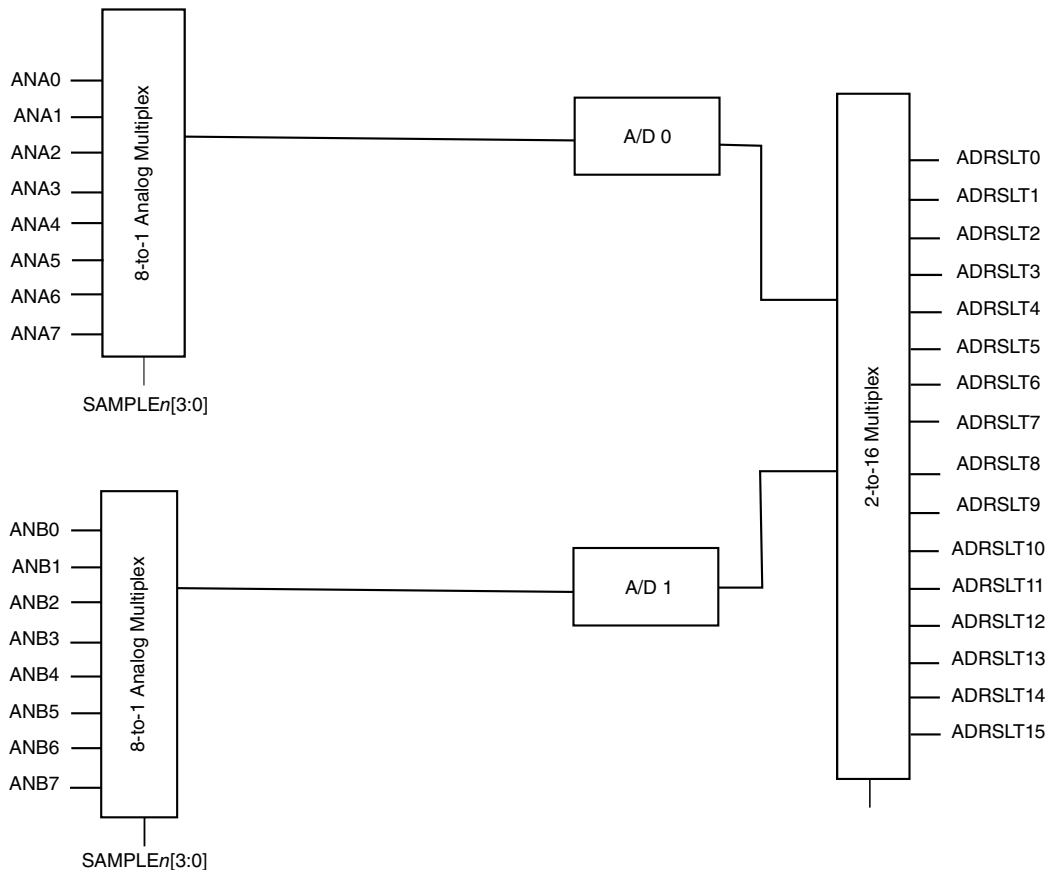 ANA0
ANA1
ANA2
ANA3
ANA4
ANA5
ANA6
ANA7
8-to-1 Analog Multiplex
SAMPLEn[3:0]
A/D 0
ANB0
ANB1
ANB2
ANB3
ANB4
ANB5
ANB6
ANB7
8-to-1 Analog Multiplex
SAMPLEn[3:0]
A/D 1
2-to-16 Multiplex
ADRSLT0
ADRSLT1
ADRSLT2
ADRSLT3
ADRSLT4
ADRSLT5
ADRSLT6
ADRSLT7
ADRSLT8
ADRSLT9
ADRSLT10
ADRSLT11
ADRSLT12
ADRSLT13
ADRSLT14
ADRSLT15